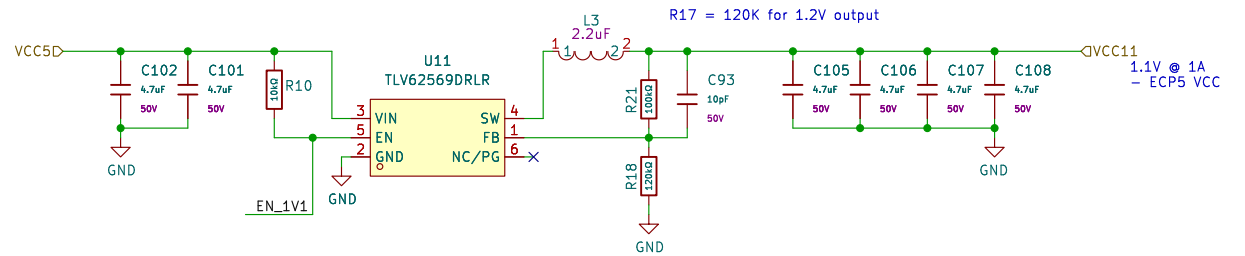 R17 = 120K for 1.2V output
VCC5
C102
4.7uF
50V
C101
4.7uF
50V
10kΩ
R10
U11
TLV62569DRLR
3 VIN
5 EN
2 GND
SW 4
FB 1
NC/PG 6
GND
GND
EN_1V1
L3
2.2uF
1 1 2 2
R21
100kΩ
C93
10pF
50V
R18
120kΩ
GND
C105
4.7uF
50V
C106
4.7uF
50V
C107
4.7uF
50V
C108
4.7uF
50V
GND
VCC11
1.1V @ 1A
- ECP5 VCC